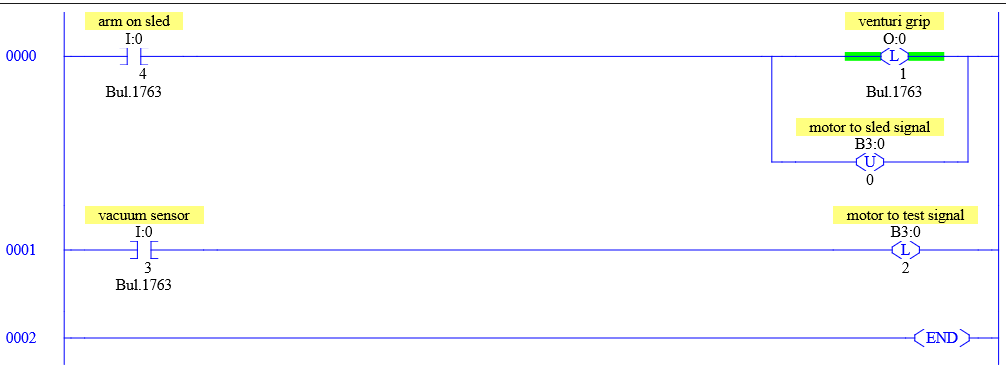 arm on sled
I:0
0000
4
Bul.1763
venturi grip
O:0
L
1
Bul.1763
motor to sled signal
B3:0
U
0
vacuum sensor
I:0
0001
3
Bul.1763
motor to test signal
B3:0
L
2
0002
END